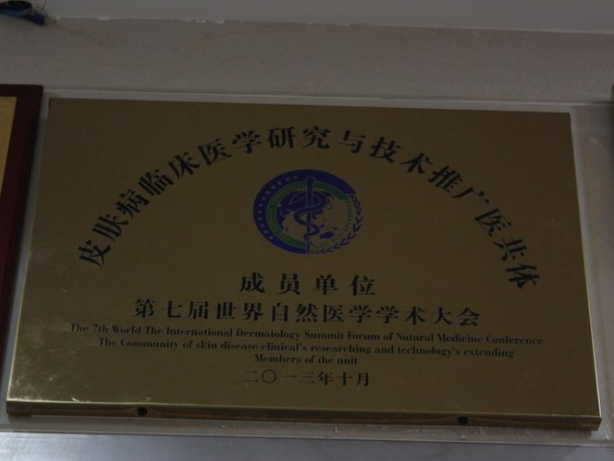 皮肤病临床医学研究与技术推广医共体
成员单位
第七届世界自然医学学术大会
The 7th World The International Dermatology Summit Forum of Natural Medicine Conference
The Community of skin disease clinical's researching and technology's extending
Members of the unit
二〇一三年十月